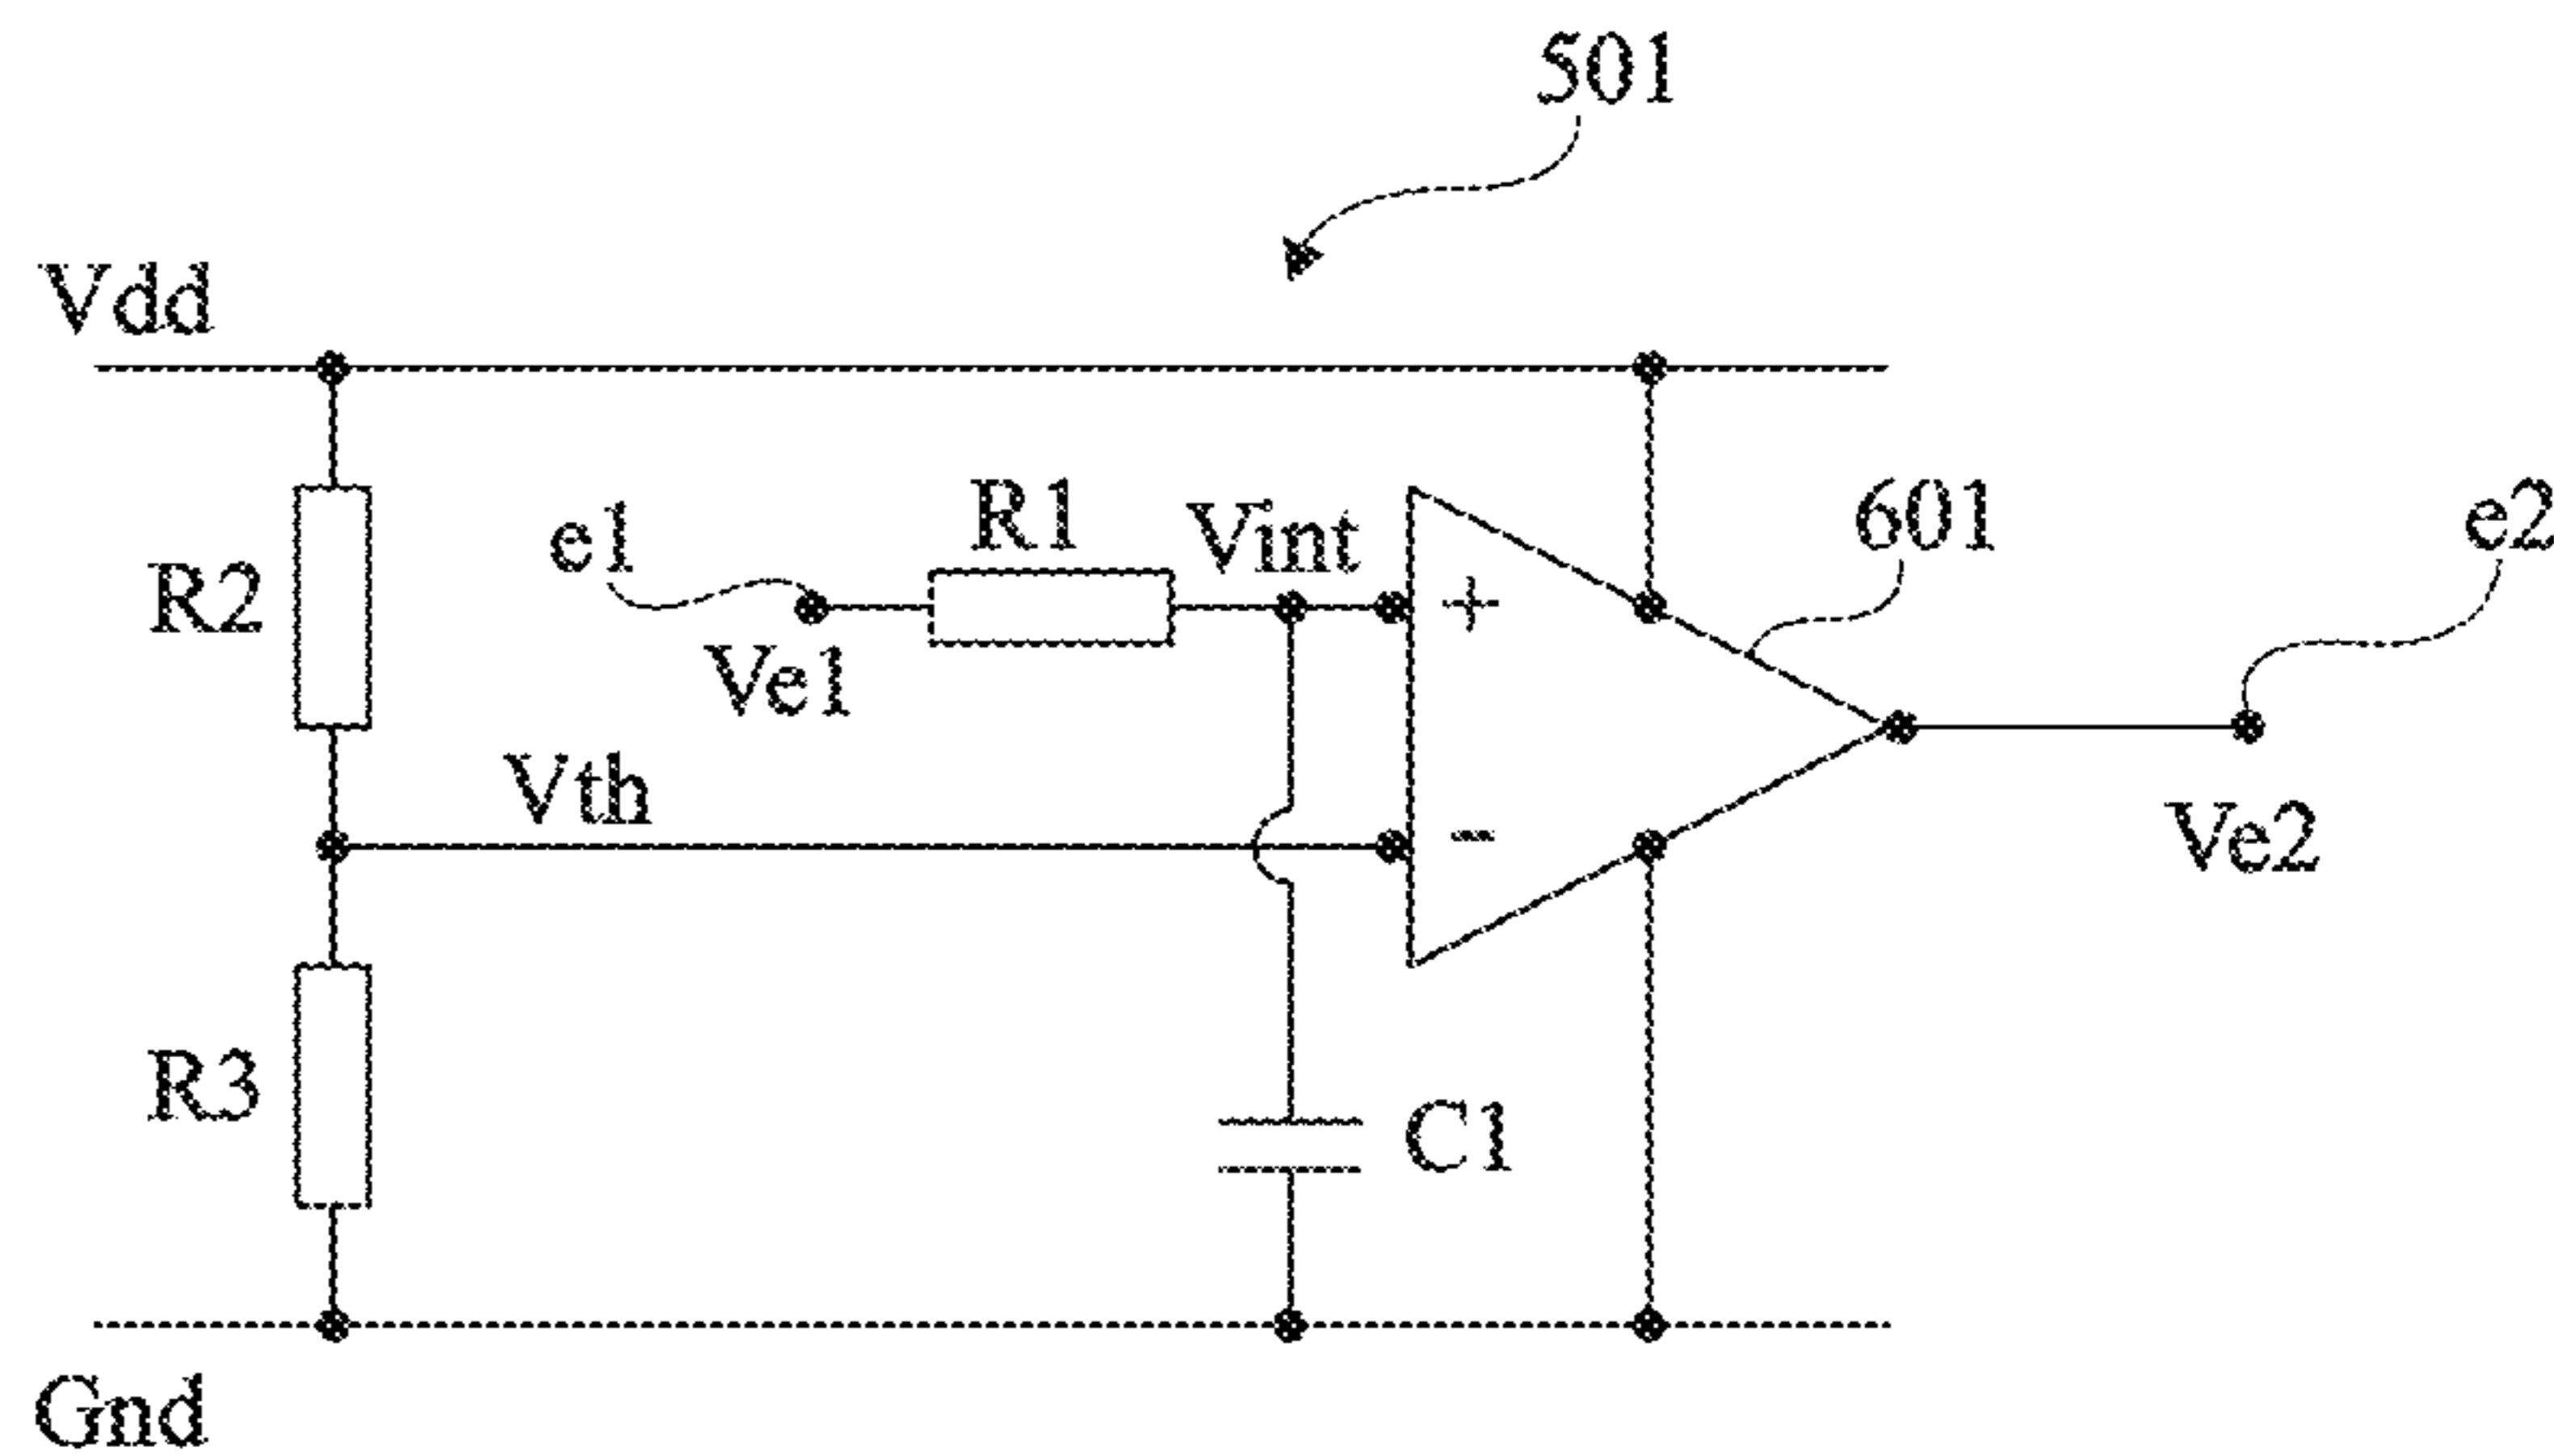 501
Vdd
R1
Vint
601
e2
e1
R2
Ve1
+
Vth
-
Ve2
R3
C1
Gnd